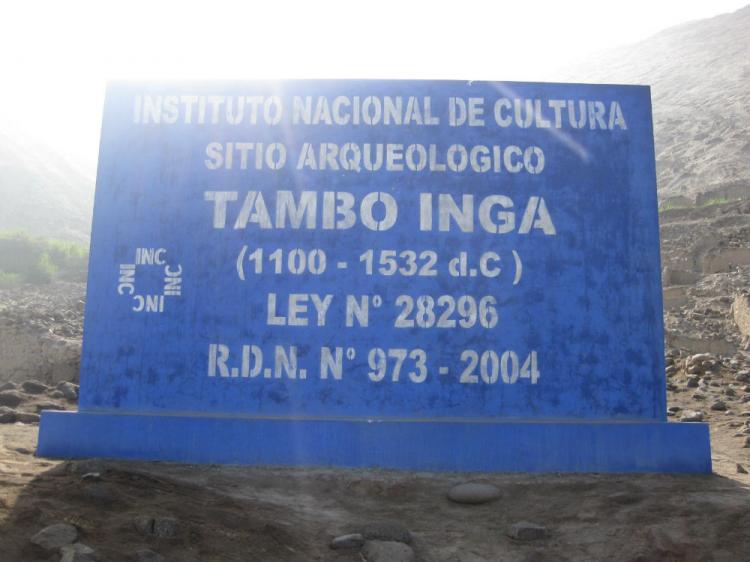 INSTITUTO NACIONAL DE CULTURA
SITIO ARQUEOLOGICO
TAMBO INGA
(1100 - 1532 d.C )
LEY N° 28296
R.D.N. N° 973 - 2004
INC
INC
INC
INC